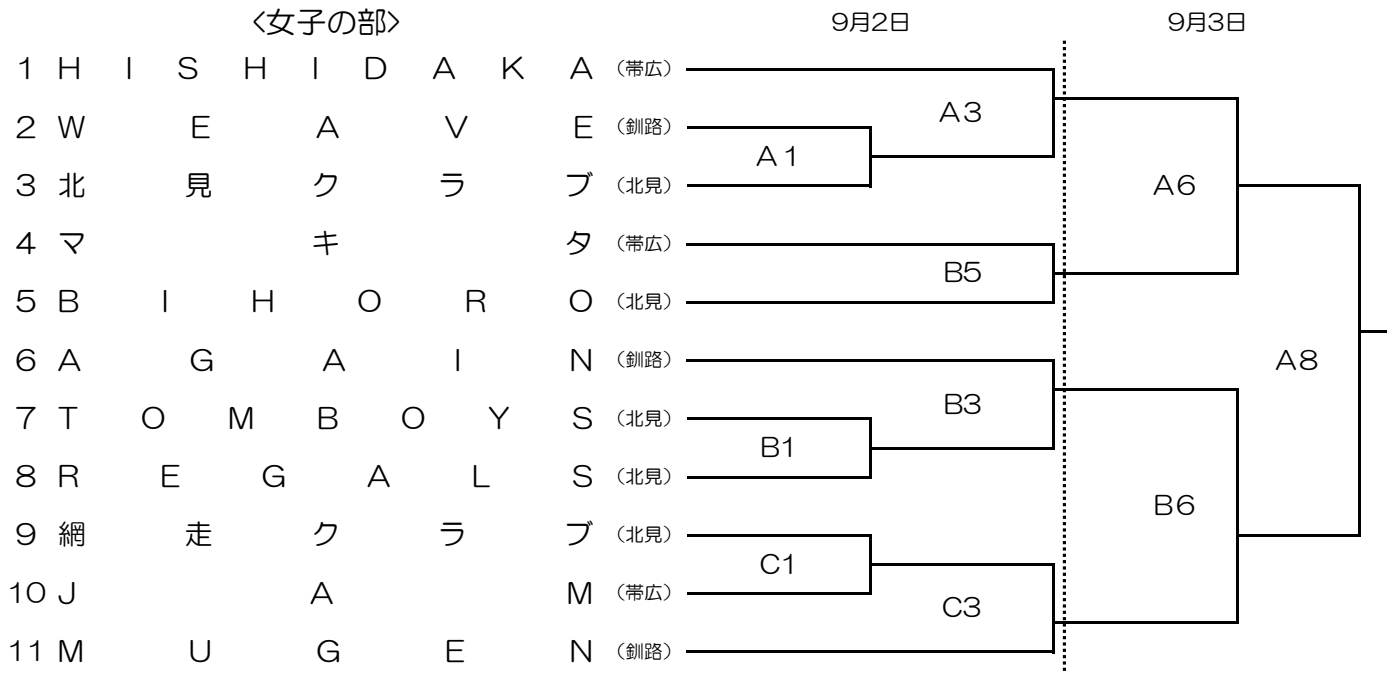 <女子の部> 9月2日 9月3日
1 HISHIDAKA (帯広)
A3
2 WEAVE (釧路)
A1
3 北見クラブ (北見)
A6
4 マキタ (帯広)
B5
5 BIHORO (北見)
6 AGAIN (釧路)
A8
B3
7 TOMBOYS (北見)
B1
8 REGALS (北見)
B6
9 網走クラブ (北見)
C1
10 JAM (帯広)
C3
11 MUGEN (釧路)